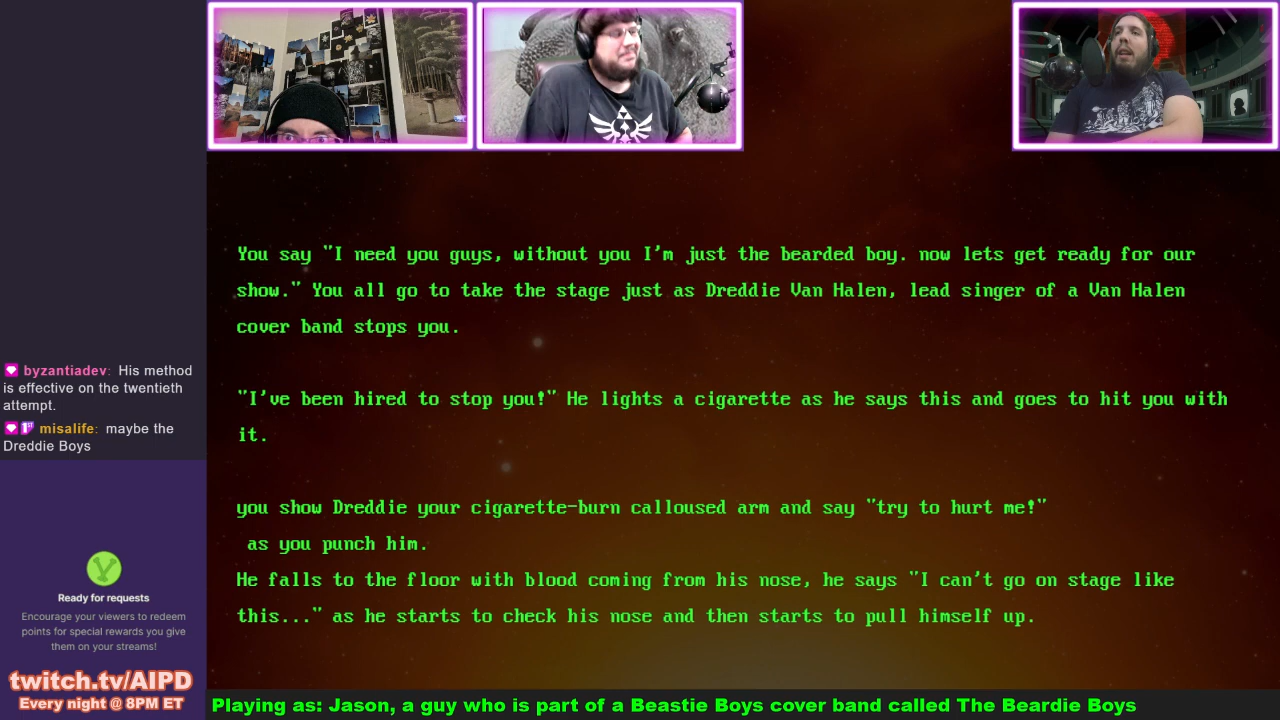 You say "I need you guys, without you I'm just the bearded boy. now lets get ready for our
show." You all go to take the stage just as Dreddie Van Halen, lead singer of a Van Halen
cover band stops you.
"I've been hired to stop you!" He lights a cigarette as he says this and goes to hit you with
it.
you show Dreddie your cigarette-burn calloused arm and say "try to hurt me!"
as you punch him.
He falls to the floor with blood coming from his nose, he says "I can't go on stage like
this..." as he starts to check his nose and then starts to pull himself up.
byzantiadev: His method
is effective on the twentieth
attempt.
misalife: maybe the
Dreddie Boys
Ready for requests
Encourage your viewers to redeem
points for special rewards you give
them on your streams!
twitch.tv/AIPD
Every night @ 8PM ET
Playing as: Jason, a guy who is part of a Beastie Boys cover band called The Beardie Boys